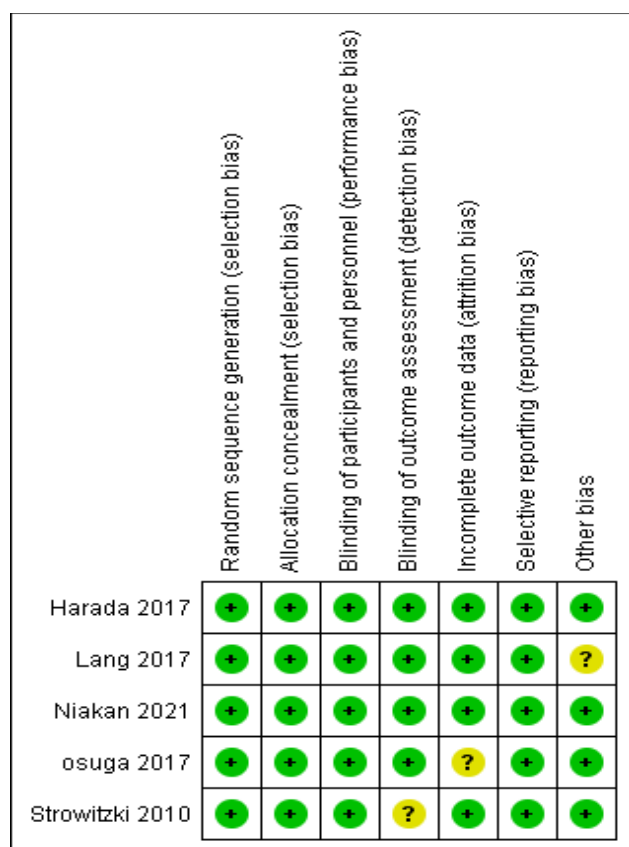 Random sequence generation (selection bias)
Allocation concealment (selection bias)
Blinding of participants and personnel (performance bias)
Blinding of outcome assessment (detection bias)
Incomplete outcome data (attrition bias)
Selective reporting (reporting bias)
Other bias
Harada 2017 + + + + + + +
Lang 2017 + + + + + + ?
Niakan 2021 + + + + + + +
osuga 2017 + + + + ? + +
Strowitzki 2010 + + + ? + + +